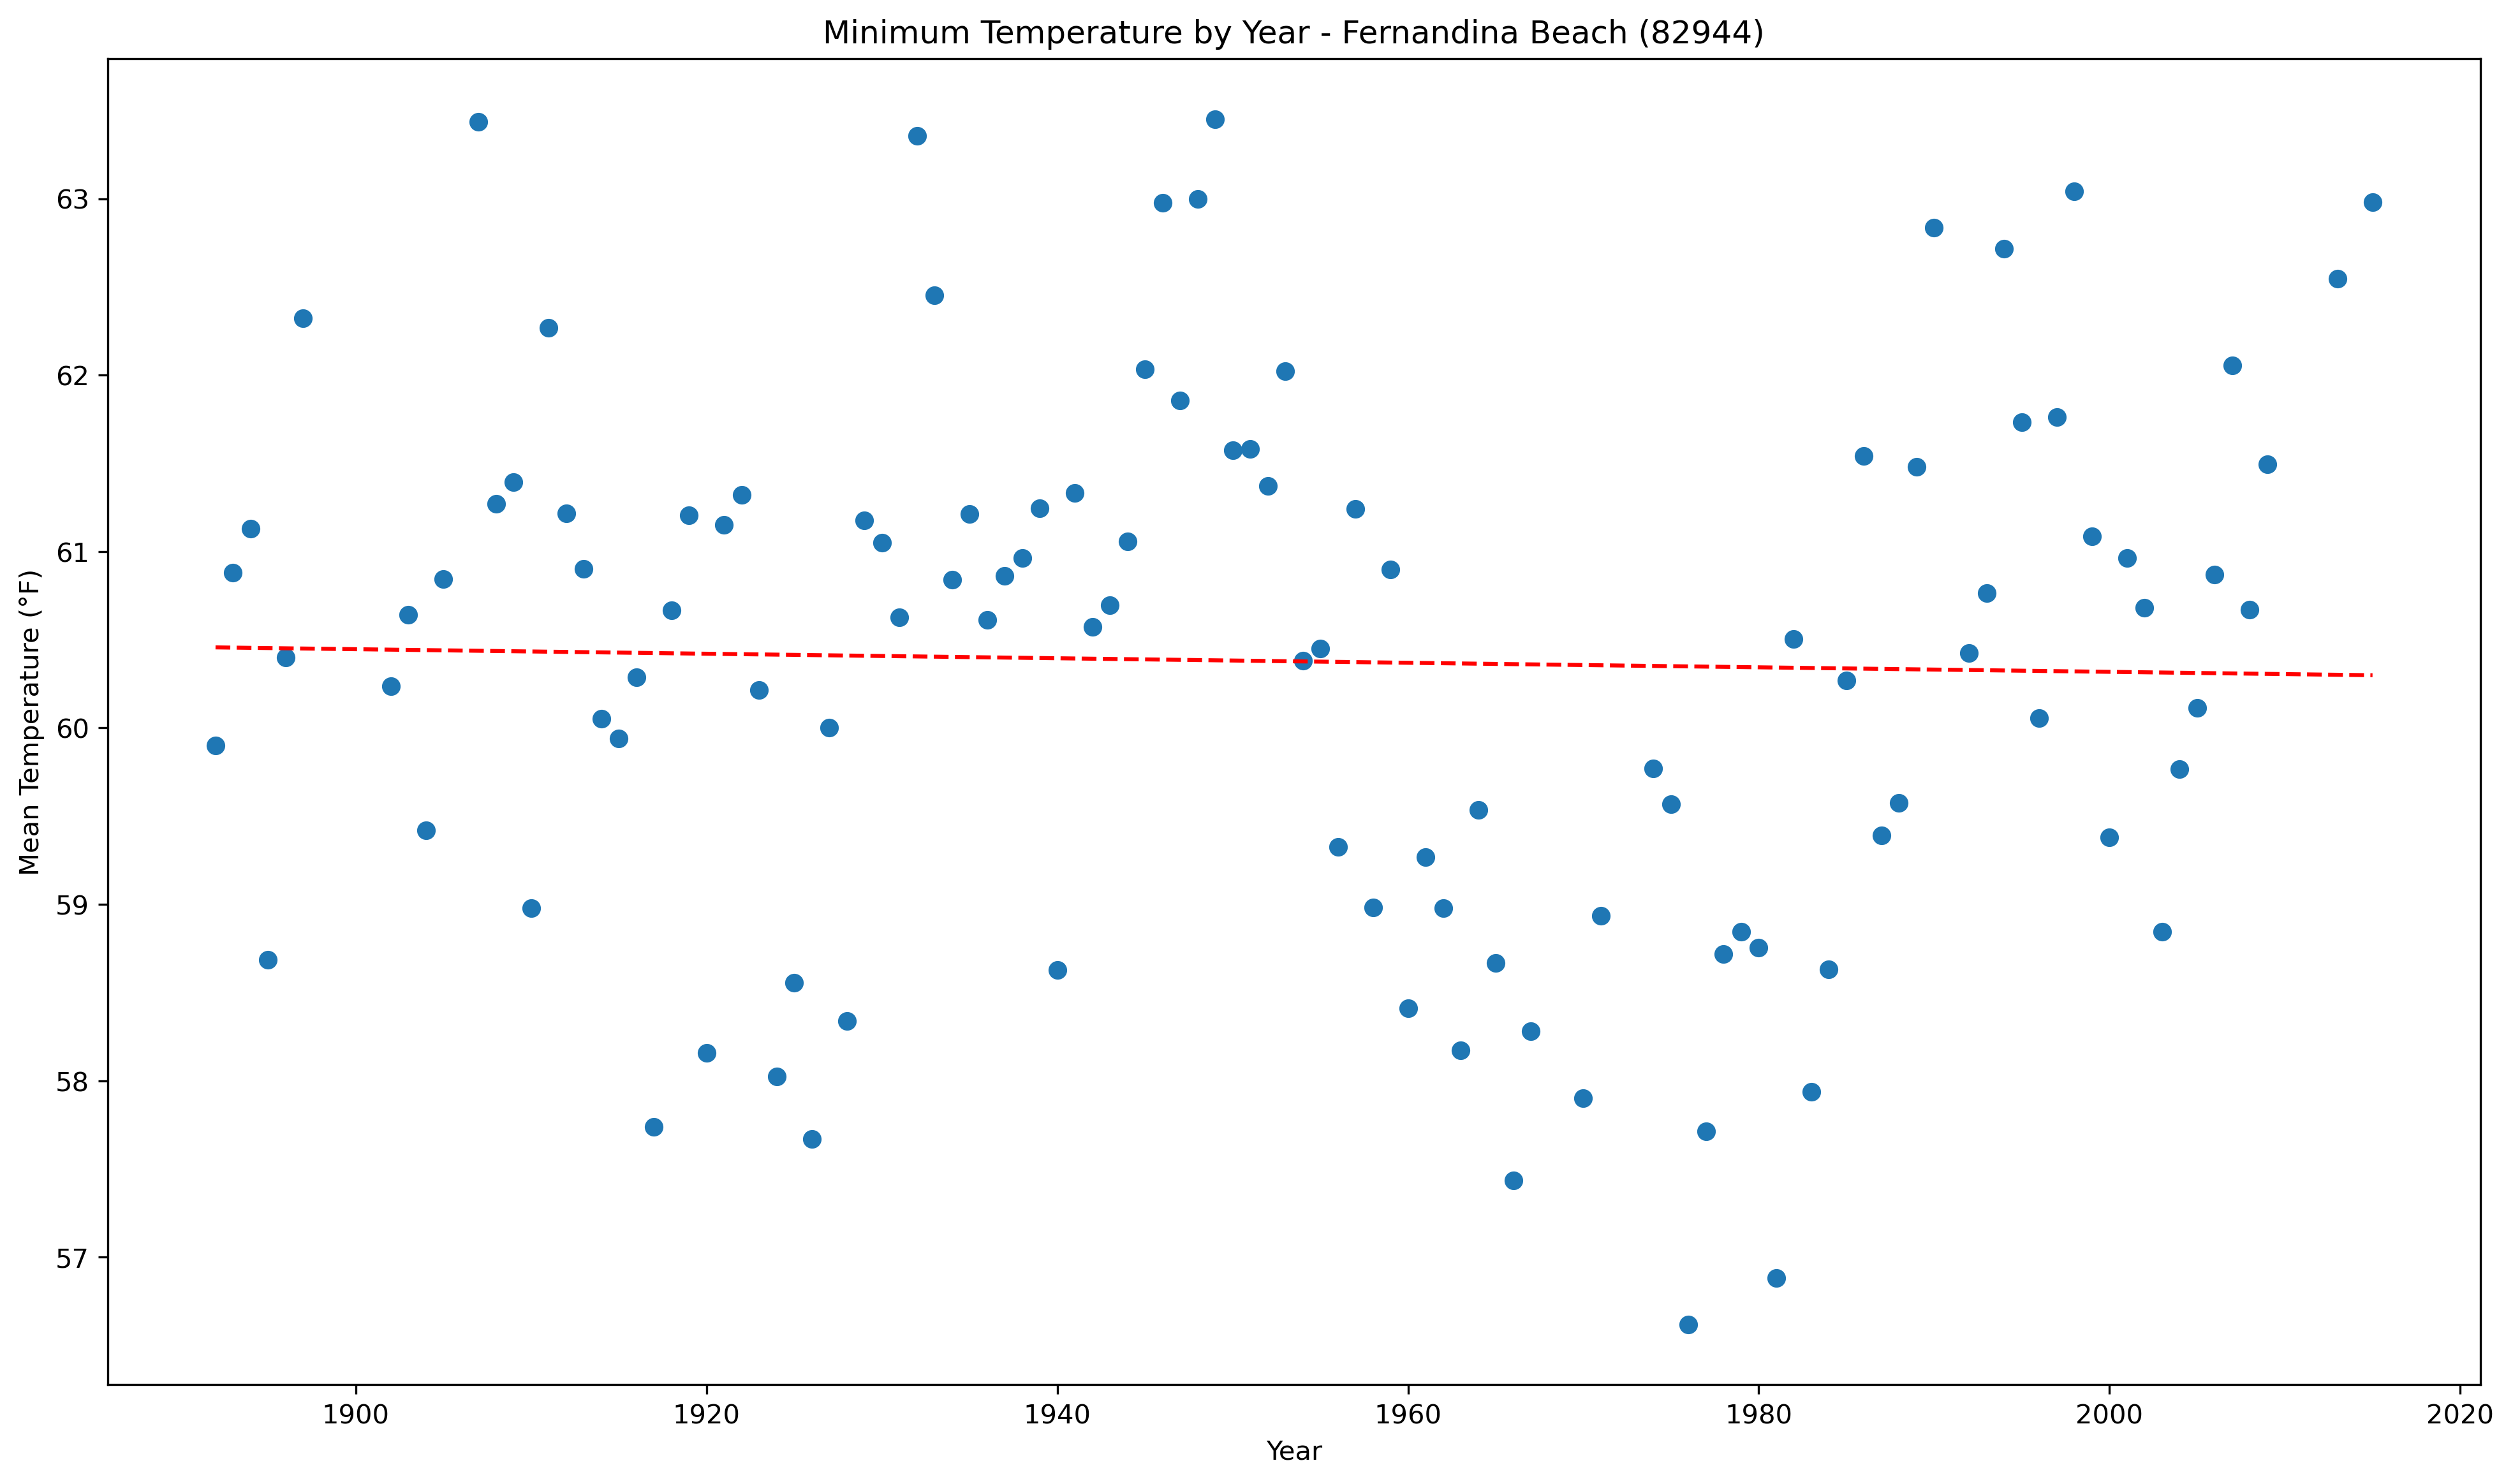 Minimum Temperature by Year - Fernandina Beach (82944)
Mean Temperature (°F)
63
62
61
60
59
58
57
1900 1920 1940 1960 1980 2000 2020
Year